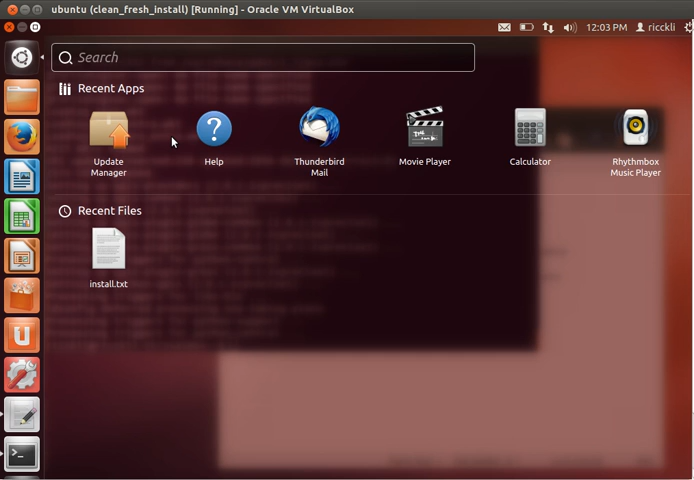 ubuntu (clean_fresh_install) [Running] - Oracle VM VirtualBox
12:03 PM ricckli
Search
Recent Apps
Update Manager
Help
Thunderbird Mail
Movie Player
Calculator
Rhythmbox Music Player
Recent Files
install.txt